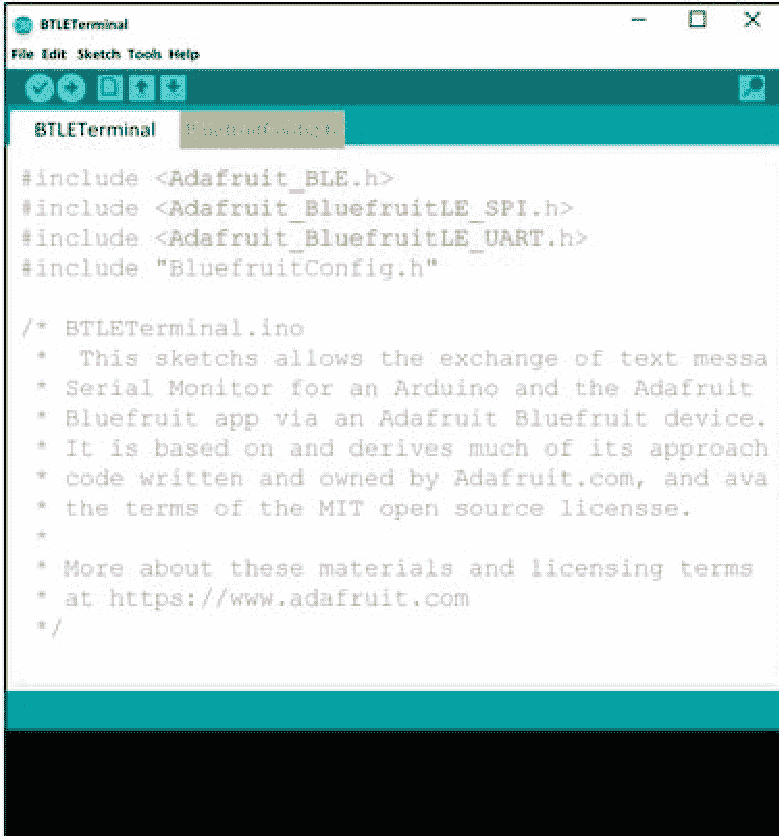 BTLETerminal
File Edit Sketch Tools Help
BTLETerminal
#include <Adafruit_BLE.h>
#include <Adafruit_BluefruitLE_SPI.h>
#include <Adafruit_BluefruitLE_UART.h>
#include "BluefruitConfig.h"
/* BTLETerminal.ino
*  This sketchs allows the exchange of text messa
* Serial Monitor for an Arduino and the Adafruit
* Bluefruit app via an Adafruit Bluefruit device.
* It is based on and derives much of its approach
* code written and owned by Adafruit.com, and ava
* the terms of the MIT open source licensse.
*
* More about these materials and licensing terms
* at https://www.adafruit.com
*/